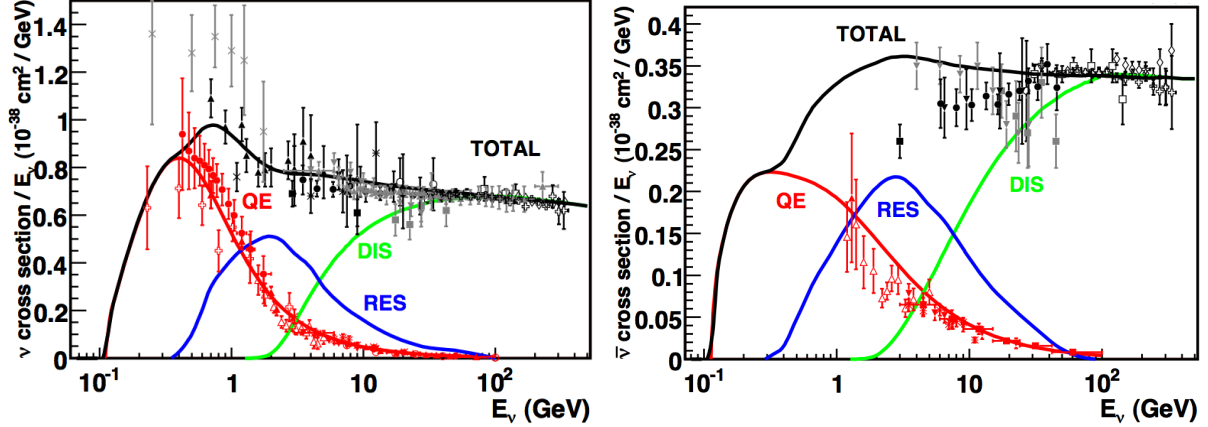 ν cross section / Eν (10⁻³⁸ cm² / GeV)
1.4
1.2
1
0.8
0.6
0.4
0.2
0
TOTAL
QE
DIS
RES
10⁻¹ 1 10 10²
Eν (GeV)
ν̅ cross section / Eν (10⁻³⁸ cm² / GeV)
0.4
0.35
0.3
0.25
0.2
0.15
0.1
0.05
0
TOTAL
DIS
QE
RES
10⁻¹ 1 10 10²
Eν (GeV)